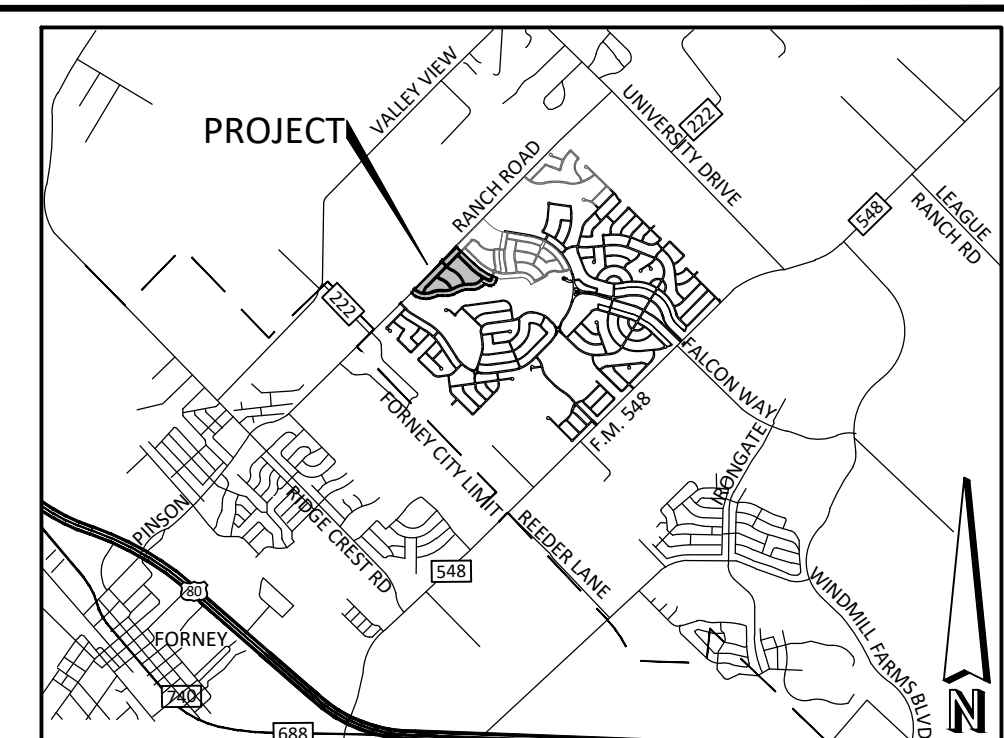 VALLEY VIEW
PROJECT
UNIVERSITY DRIVE
222
RANCH ROAD
LEAGUE
RANCH RD
548
222
FALCON WAY
F.M. 548
FORNEY CITY LIMIT
IRONGATE
PINSON
RIDGE CREST RD
REEDER LANE
548
80
WINDMILL FARMS BLVD
FORNEY
740
688
N